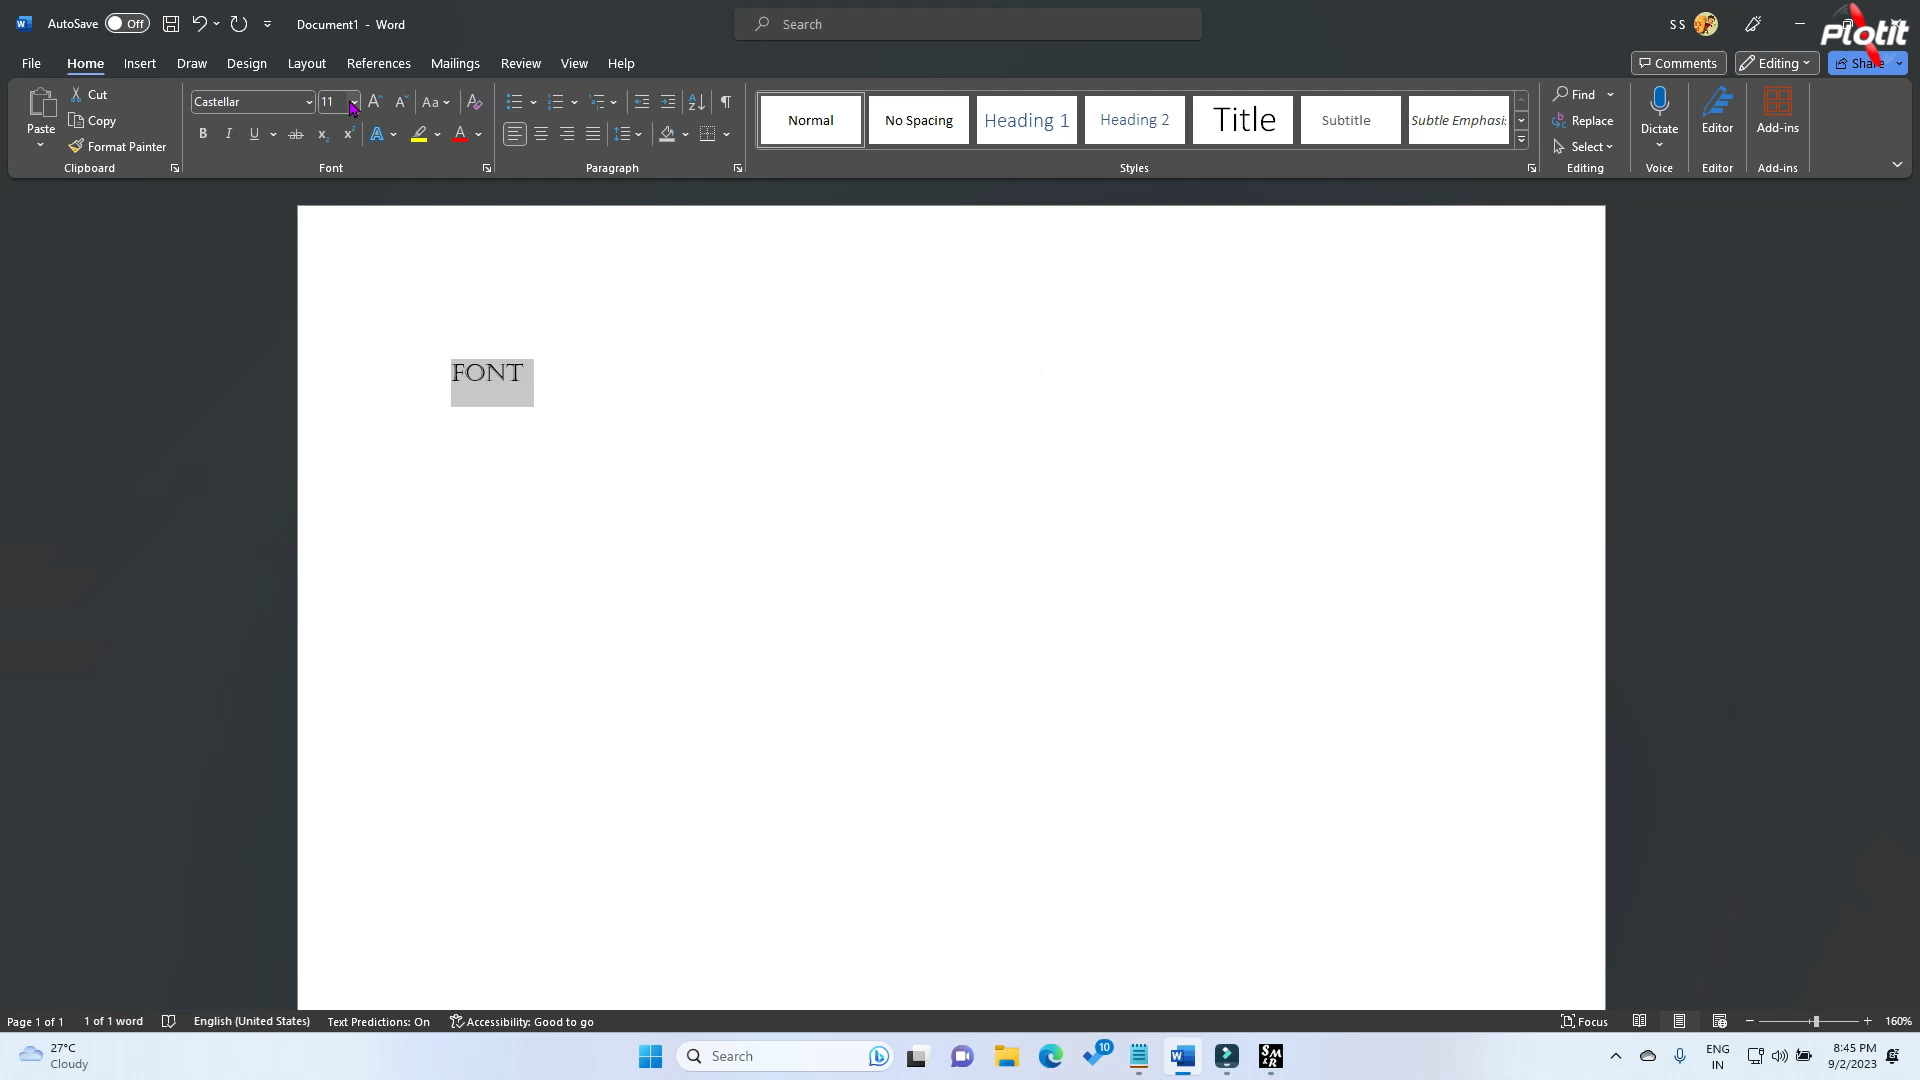 AutoSave Off Document1 - Word Search S S Plotit
File Home Insert Draw Design Layout References Mailings Review View Help Comments Editing Share
Paste Cut Copy Format Painter Clipboard
Castellar 11 Aa Font
Paragraph
Normal No Spacing Heading 1 Heading 2 Title Subtitle Subtle Emphasis Styles
Find Replace Select Editing
Dictate Voice
Editor Editor
Add-ins Add-ins
FONT
Page 1 of 1 1 of 1 word English (United States) Text Predictions: On Accessibility: Good to go Focus 160%
27°C
Cloudy
Search 10 SM&R ENG IN 8:45 PM 9/2/2023